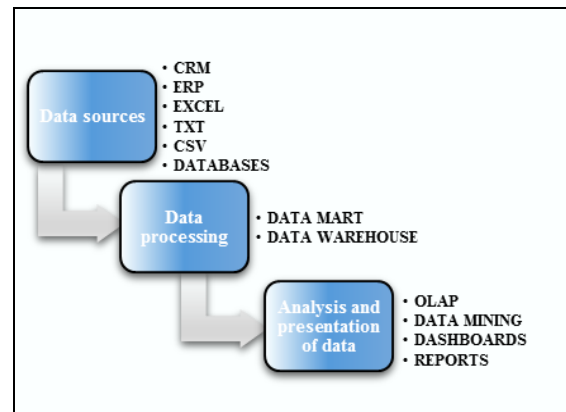 Data sources
• CRM
• ERP
• EXCEL
• TXT
• CSV
• DATABASES
Data
processing
• DATA MART
• DATA WAREHOUSE
Analysis and
presentation
of data
• OLAP
• DATA MINING
• DASHBOARDS
• REPORTS